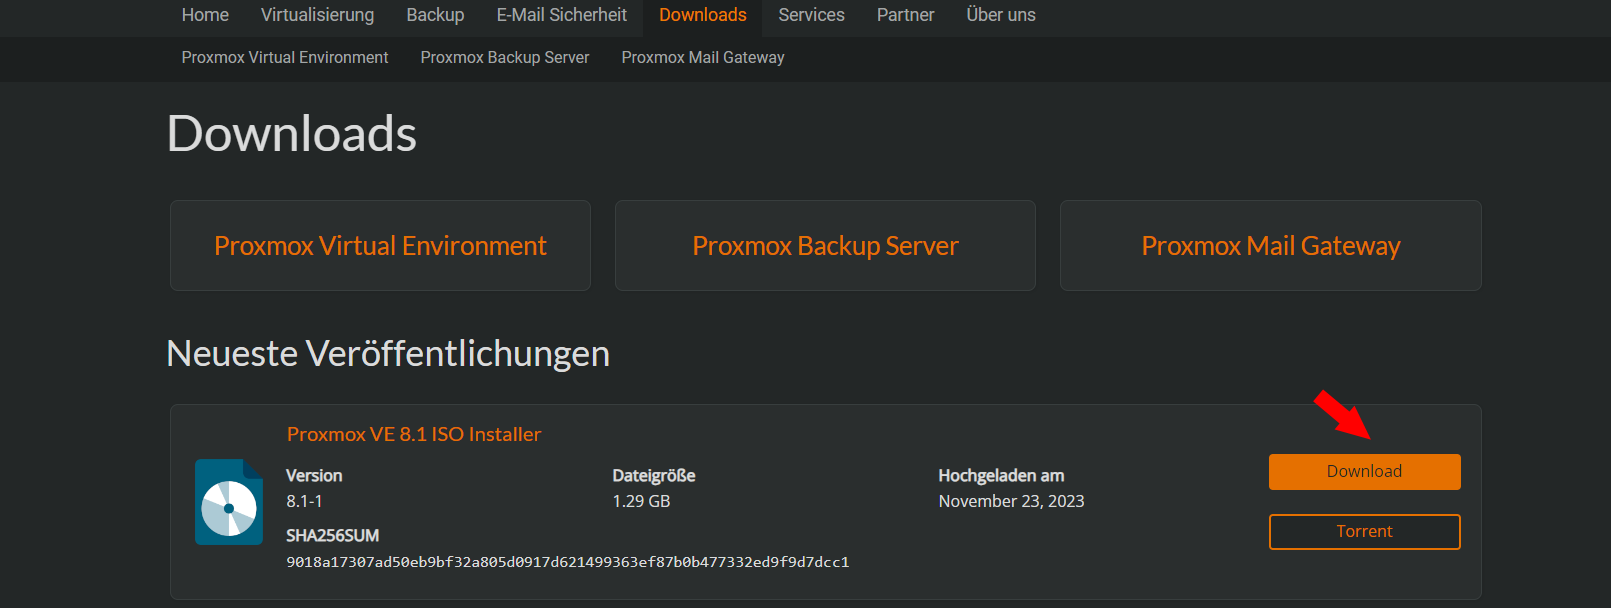 Home Virtualisierung Backup E-Mail Sicherheit Downloads Services Partner Über uns
Proxmox Virtual Environment Proxmox Backup Server Proxmox Mail Gateway
Downloads
Proxmox Virtual Environment Proxmox Backup Server Proxmox Mail Gateway
Neueste Veröffentlichungen
Proxmox VE 8.1 ISO Installer
Version Dateigröße Hochgeladen am
8.1-1 1.29 GB November 23, 2023
Download
SHA256SUM
9018a17307ad50eb9bf32a805d0917d621499363ef87b0b477332ed9f9d7dcc1
Torrent